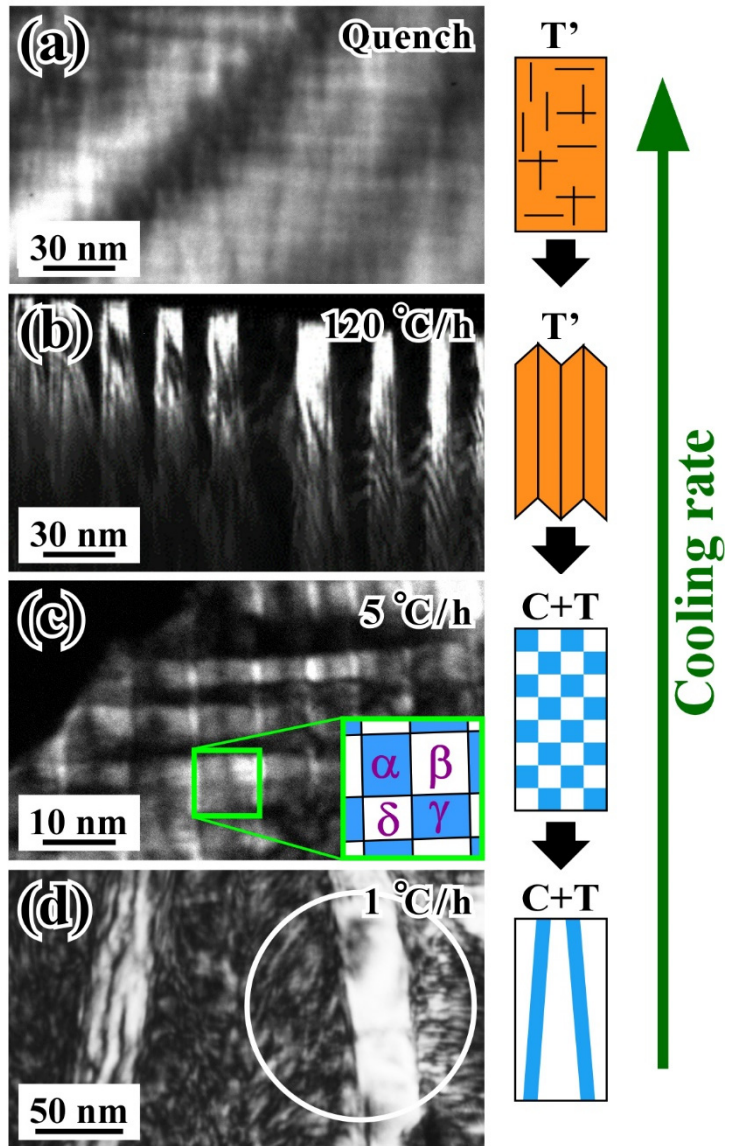 (a) Quench
30 nm
T’
(b) 120 °C/h
30 nm
T’
(c) 5 °C/h
10 nm
α β
δ γ
C+T
(d) 1 °C/h
50 nm
C+T
Cooling rate